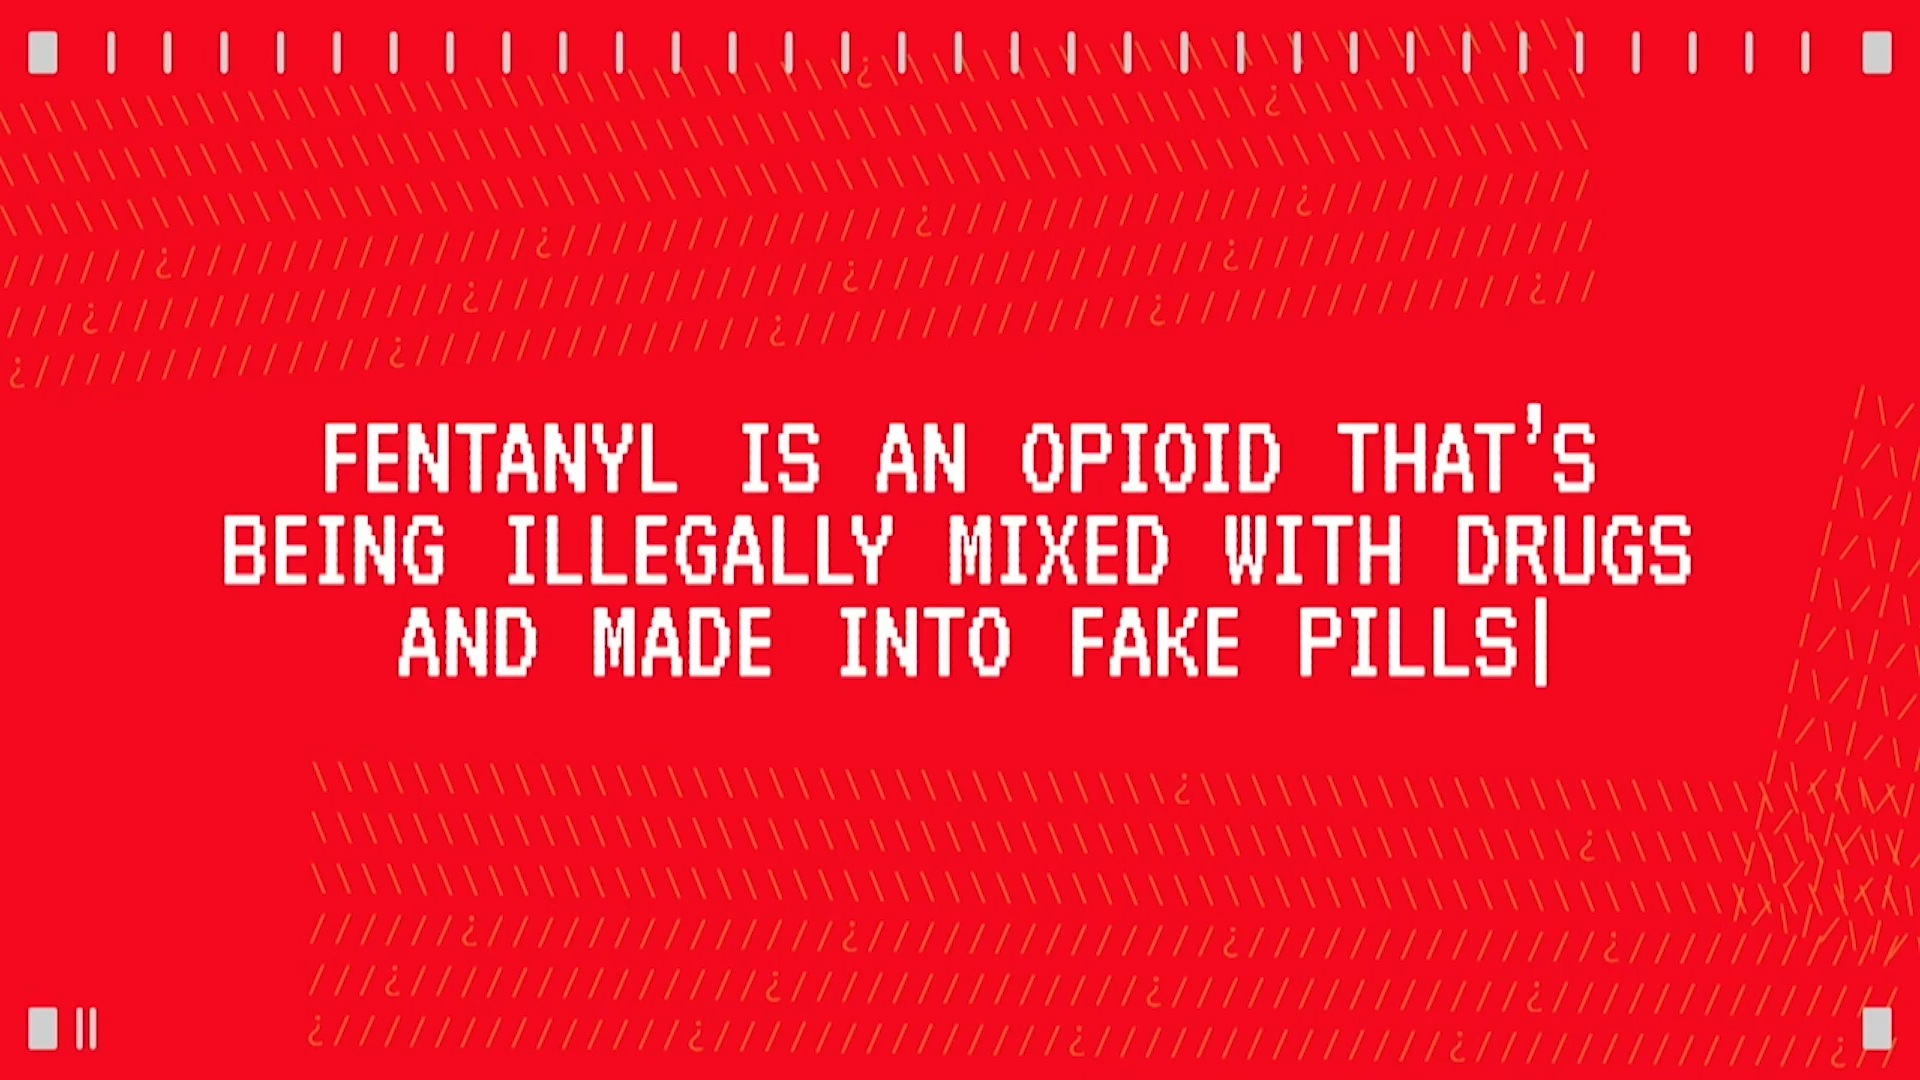 FENTANYL IS AN OPIOID THAT'S
BEING ILLEGALLY MIXED WITH DRUGS
AND MADE INTO FAKE PILLS|